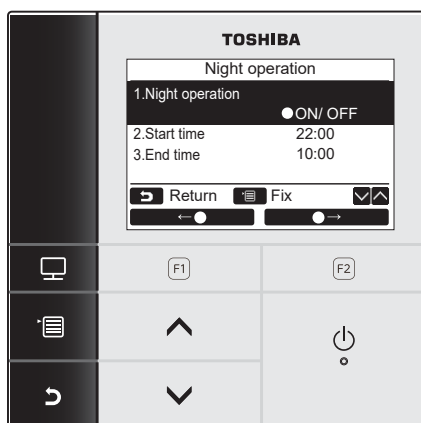 TOSHIBA
Night operation
1.Night operation
●ON/ OFF
2.Start time 22:00
3.End time 10:00
Return Fix
←● ●→
F1 F2